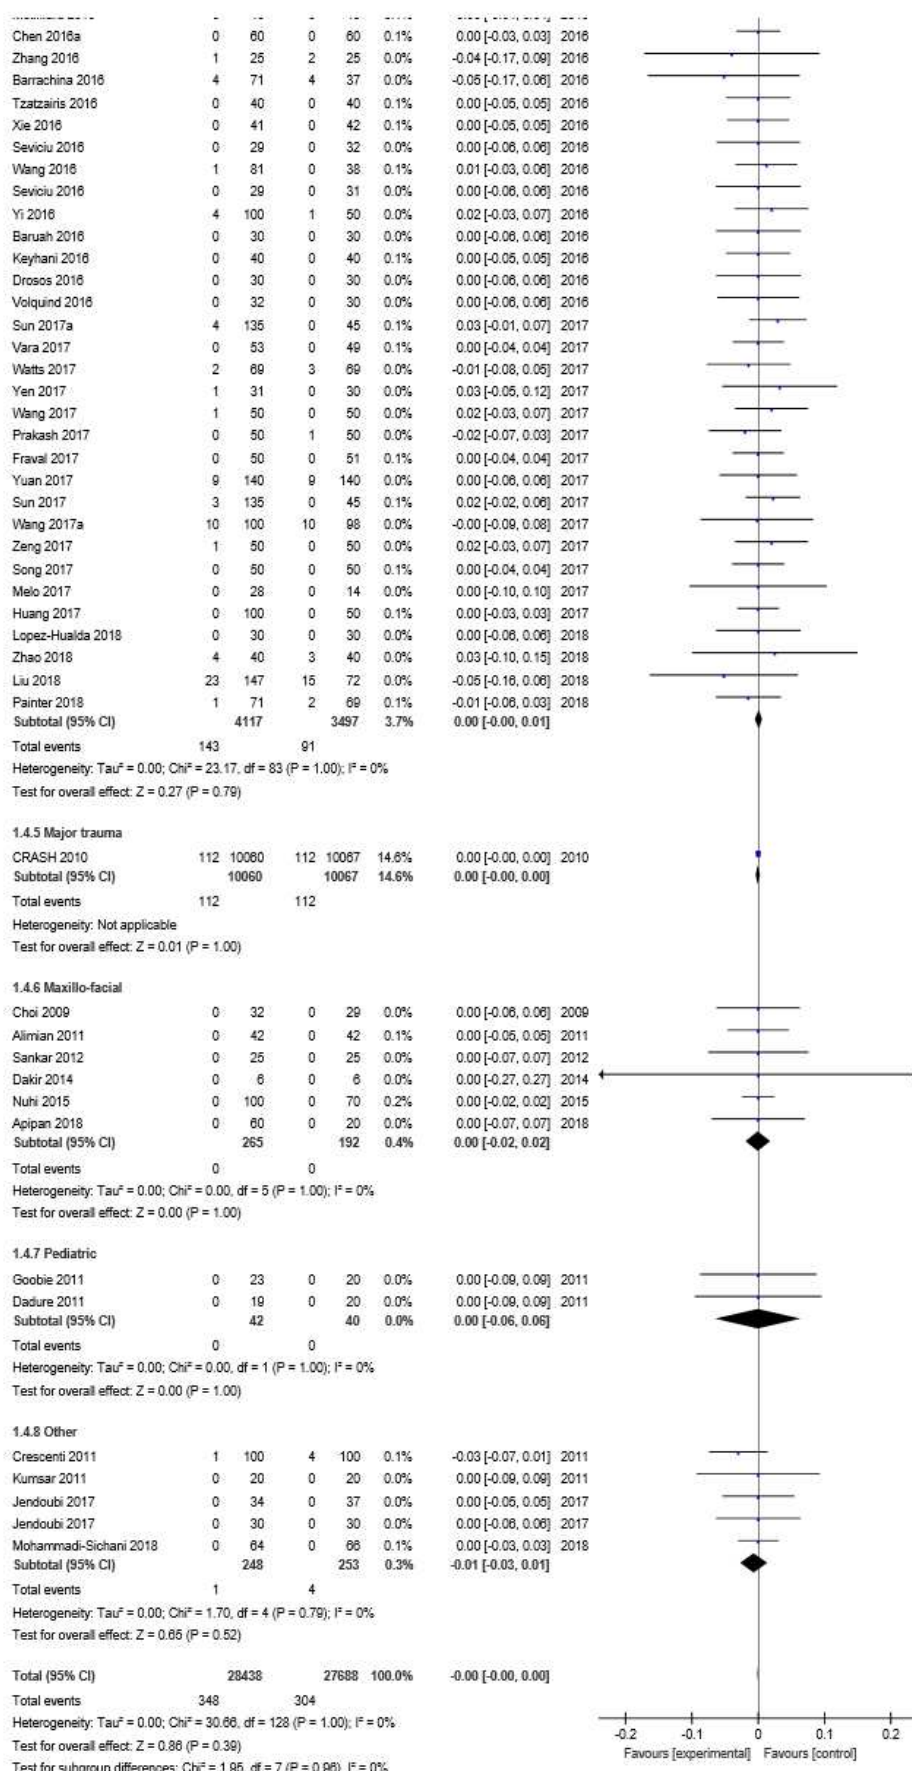 Chen 2016a 0 60 0 60 0.1% 0.00 [-0.03, 0.03] 2016
Zhang 2016 1 25 2 25 0.0% -0.04 [-0.17, 0.09] 2016
Barrachina 2016 4 71 4 37 0.0% -0.05 [-0.17, 0.06] 2016
Tzatzairis 2016 0 40 0 40 0.1% 0.00 [-0.05, 0.05] 2016
Xie 2016 0 41 0 42 0.1% 0.00 [-0.05, 0.05] 2016
Seviciu 2016 0 29 0 32 0.0% 0.00 [-0.06, 0.06] 2016
Wang 2016 1 81 0 38 0.1% 0.01 [-0.03, 0.06] 2016
Seviciu 2016 0 29 0 31 0.0% 0.00 [-0.06, 0.06] 2016
Yi 2016 4 100 1 50 0.0% 0.02 [-0.03, 0.07] 2016
Baruah 2016 0 30 0 30 0.0% 0.00 [-0.06, 0.06] 2016
Keyhani 2016 0 40 0 40 0.1% 0.00 [-0.05, 0.05] 2016
Drosos 2016 0 30 0 30 0.0% 0.00 [-0.06, 0.06] 2016
Volquind 2016 0 32 0 30 0.0% 0.00 [-0.06, 0.06] 2016
Sun 2017a 4 135 0 45 0.1% 0.03 [-0.01, 0.07] 2017
Vara 2017 0 53 0 49 0.1% 0.00 [-0.04, 0.04] 2017
Watts 2017 2 69 3 69 0.0% -0.01 [-0.08, 0.05] 2017
Yen 2017 1 31 0 30 0.0% 0.03 [-0.05, 0.12] 2017
Wang 2017 1 50 0 50 0.0% 0.02 [-0.03, 0.07] 2017
Prakash 2017 0 50 1 50 0.0% -0.02 [-0.07, 0.03] 2017
Fraval 2017 0 50 0 51 0.1% 0.00 [-0.04, 0.04] 2017
Yuan 2017 9 140 9 140 0.0% 0.00 [-0.06, 0.06] 2017
Sun 2017 3 135 0 45 0.1% 0.02 [-0.02, 0.06] 2017
Wang 2017a 10 100 10 98 0.0% -0.00 [-0.09, 0.08] 2017
Zeng 2017 1 50 0 50 0.0% 0.02 [-0.03, 0.07] 2017
Song 2017 0 50 0 50 0.1% 0.00 [-0.04, 0.04] 2017
Melo 2017 0 28 0 14 0.0% 0.00 [-0.10, 0.10] 2017
Huang 2017 0 100 0 50 0.1% 0.00 [-0.03, 0.03] 2017
Lopez-Hualda 2018 0 30 0 30 0.0% 0.00 [-0.06, 0.06] 2018
Zhao 2018 4 40 3 40 0.0% 0.03 [-0.10, 0.15] 2018
Liu 2018 23 147 15 72 0.0% -0.05 [-0.16, 0.06] 2018
Painter 2018 1 71 2 69 0.1% -0.01 [-0.06, 0.03] 2018
Subtotal (95% CI) 4117 3497 3.7% 0.00 [-0.00, 0.01]
Total events 143 91
Heterogeneity: Tau² = 0.00; Chi² = 23.17, df = 83 (P = 1.00); I² = 0%
Test for overall effect: Z = 0.27 (P = 0.79)
1.4.5 Major trauma
CRASH 2010 112 10060 112 10067 14.6% 0.00 [-0.00, 0.00] 2010
Subtotal (95% CI) 10060 10067 14.6% 0.00 [-0.00, 0.00]
Total events 112 112
Heterogeneity: Not applicable
Test for overall effect: Z = 0.01 (P = 1.00)
1.4.6 Maxillo-facial
Choi 2009 0 32 0 29 0.0% 0.00 [-0.06, 0.06] 2009
Alimian 2011 0 42 0 42 0.1% 0.00 [-0.05, 0.05] 2011
Sankar 2012 0 25 0 25 0.0% 0.00 [-0.07, 0.07] 2012
Dakir 2014 0 6 0 6 0.0% 0.00 [-0.27, 0.27] 2014
Nuhi 2015 0 100 0 70 0.2% 0.00 [-0.02, 0.02] 2015
Apipan 2018 0 60 0 20 0.0% 0.00 [-0.07, 0.07] 2018
Subtotal (95% CI) 265 192 0.4% 0.00 [-0.02, 0.02]
Total events 0 0
Heterogeneity: Tau² = 0.00; Chi² = 0.00, df = 5 (P = 1.00); I² = 0%
Test for overall effect: Z = 0.00 (P = 1.00)
1.4.7 Pediatric
Goobie 2011 0 23 0 20 0.0% 0.00 [-0.09, 0.09] 2011
Dadure 2011 0 19 0 20 0.0% 0.00 [-0.09, 0.09] 2011
Subtotal (95% CI) 42 40 0.0% 0.00 [-0.06, 0.06]
Total events 0 0
Heterogeneity: Tau² = 0.00; Chi² = 0.00, df = 1 (P = 1.00); I² = 0%
Test for overall effect: Z = 0.00 (P = 1.00)
1.4.8 Other
Crescenti 2011 1 100 4 100 0.1% -0.03 [-0.07, 0.01] 2011
Kumsar 2011 0 20 0 20 0.0% 0.00 [-0.09, 0.09] 2011
Jendoubi 2017 0 34 0 37 0.0% 0.00 [-0.05, 0.05] 2017
Jendoubi 2017 0 30 0 30 0.0% 0.00 [-0.06, 0.06] 2017
Mohammadi-Sichani 2018 0 64 0 66 0.1% 0.00 [-0.03, 0.03] 2018
Subtotal (95% CI) 248 253 0.3% -0.01 [-0.03, 0.01]
Total events 1 4
Heterogeneity: Tau² = 0.00; Chi² = 1.70, df = 4 (P = 0.79); I² = 0%
Test for overall effect: Z = 0.65 (P = 0.52)
Total (95% CI) 28438 27688 100.0% -0.00 [-0.00, 0.00]
Total events 348 304
Heterogeneity: Tau² = 0.00; Chi² = 30.66, df = 128 (P = 1.00); I² = 0%
Test for overall effect: Z = 0.86 (P = 0.39)
Test for subgroup differences: Chi² = 1.95, df = 7 (P = 0.96), I² = 0%
-0.2 -0.1 0 0.1 0.2
Favours [experimental] Favours [control]